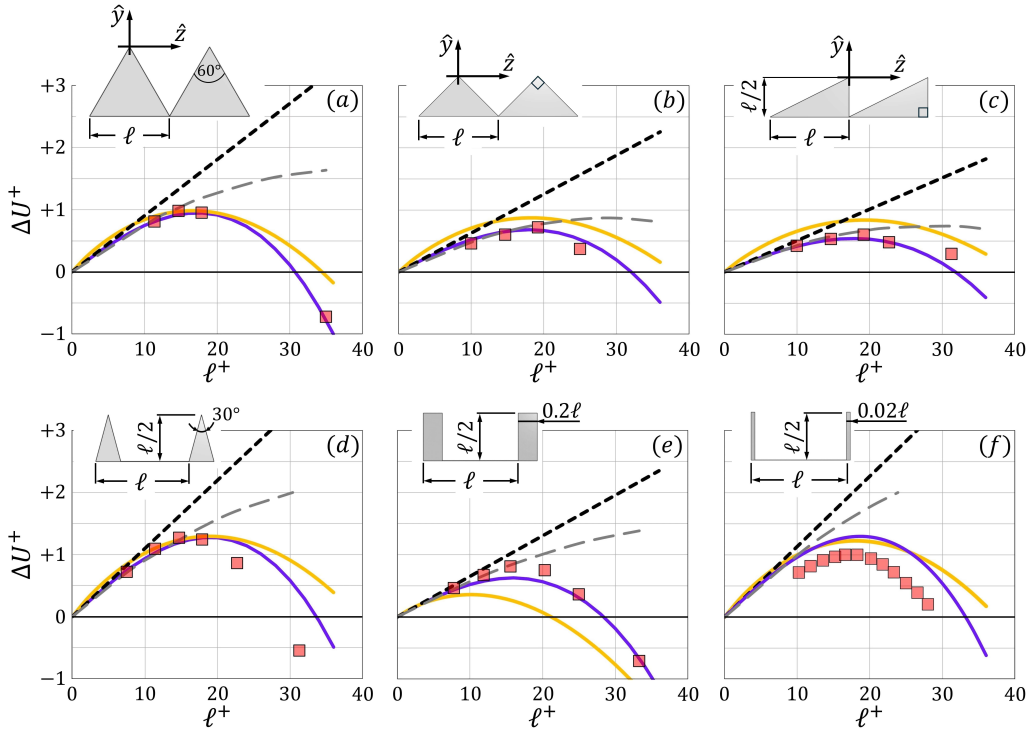 ŷ
ẑ
60°
ℓ
(a)
ŷ
ẑ
ℓ
(b)
ŷ
ẑ
ℓ/2
ℓ
(c)
ΔU⁺
+3
+2
+1
0
−1
0 10 20 30 40
ℓ⁺
0 10 20 30 40
ℓ⁺
0 10 20 30 40
ℓ⁺
30°
ℓ/2
ℓ
(d)
0.2ℓ
ℓ/2
ℓ
(e)
0.02ℓ
ℓ/2
ℓ
(f)
ΔU⁺
+3
+2
+1
0
−1
0 10 20 30 40
ℓ⁺
0 10 20 30 40
ℓ⁺
0 10 20 30 40
ℓ⁺